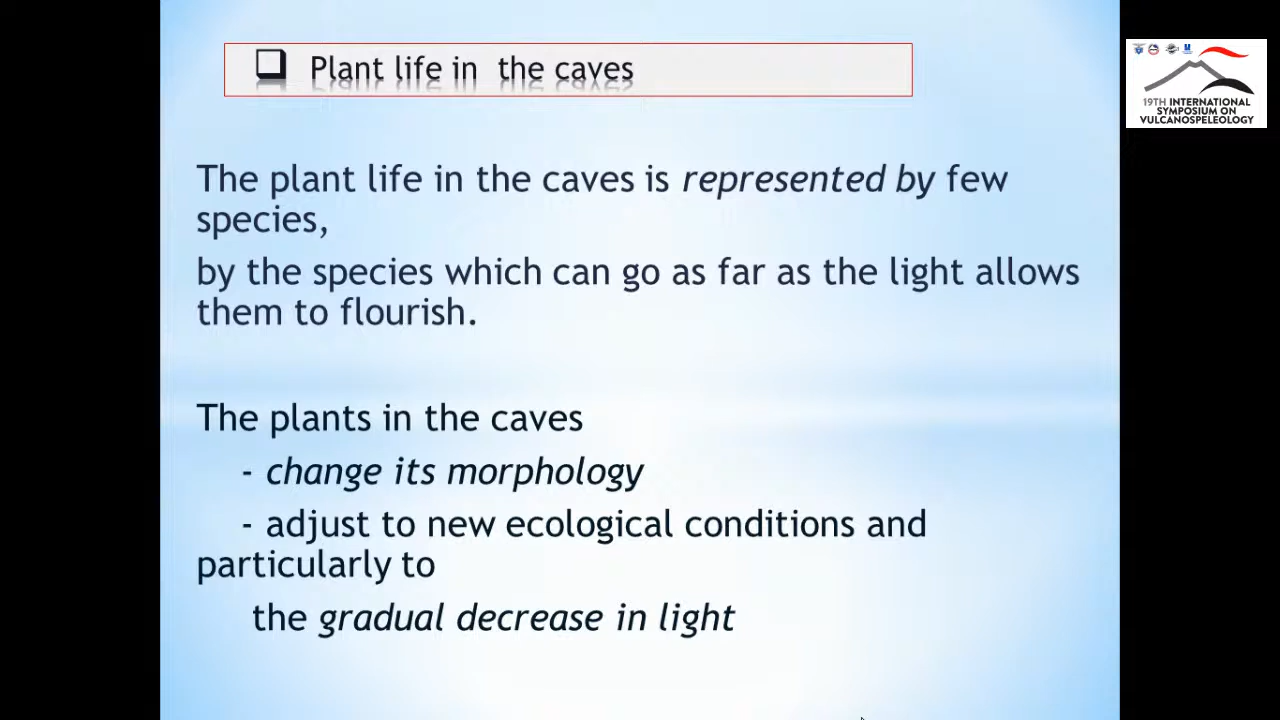 Plant life in the caves
19TH INTERNATIONAL
SYMPOSIUM ON
VULCANOSPELEOLOGY
The plant life in the caves is represented by few
species,
by the species which can go as far as the light allows
them to flourish.
The plants in the caves
- change its morphology
- adjust to new ecological conditions and
particularly to
the gradual decrease in light